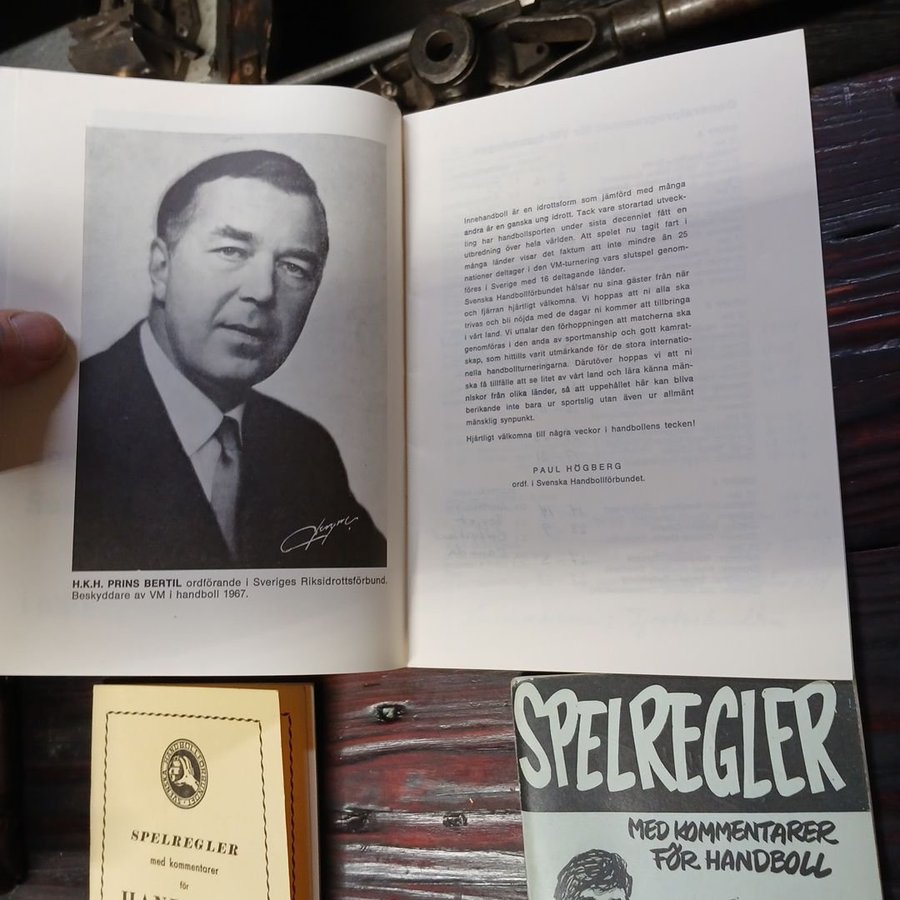 H.K.H. PRINS BERTIL ordförande i Sveriges Riksidrottsförbund.
Beskyddare av VM i handboll 1967.
Innehandboll är en idrottsform som jämförd med många
andra är en ganska ung idrott. Tack vare storartad utveck-
ling har handbollsporten under sista decenniet fått en
utbredning över hela världen. Att spelet nu tagit fart i
många länder visar det faktum att inte mindre än 25
nationer deltager i den VM-turnering vars slutspel genom-
föres i Sverige med 16 deltagande länder.
Svenska Handbollförbundet hälsar nu sina gäster från när
och fjärran hjärtligt välkomna. Vi hoppas att ni alla ska
trivas och bli nöjda med de dagar ni kommer att tillbringa
i vårt land. Vi uttalar den förhoppningen att matcherna ska
genomföras i den anda av sportmanship och gott kamrat-
skap, som hittills varit utmärkande för de stora internatio-
nella handbollturneringarna. Därutöver hoppas vi att ni
ska få tillfälle att se litet av vårt land och lära känna män-
niskor från olika länder, så att uppehållet här kan bliva
berikande inte bara ur sportslig utan även ur allmänt
mänsklig synpunkt.
Hjärtligt välkomna till några veckor i handbollens tecken!
PAUL HÖGBERG
ordf. i Svenska Handbollförbundet.
SPELREGLER
med kommentarer
för
SPELREGLER
MED KOMMENTARER
FÖR HANDBOLL